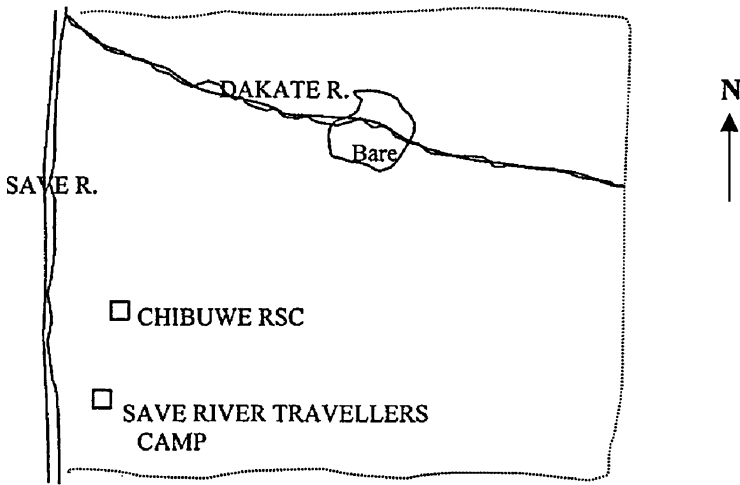 DAKATE R.
N
Bare
SAVE R.
CHIBUWE RSC
SAVE RIVER TRAVELLERS
CAMP